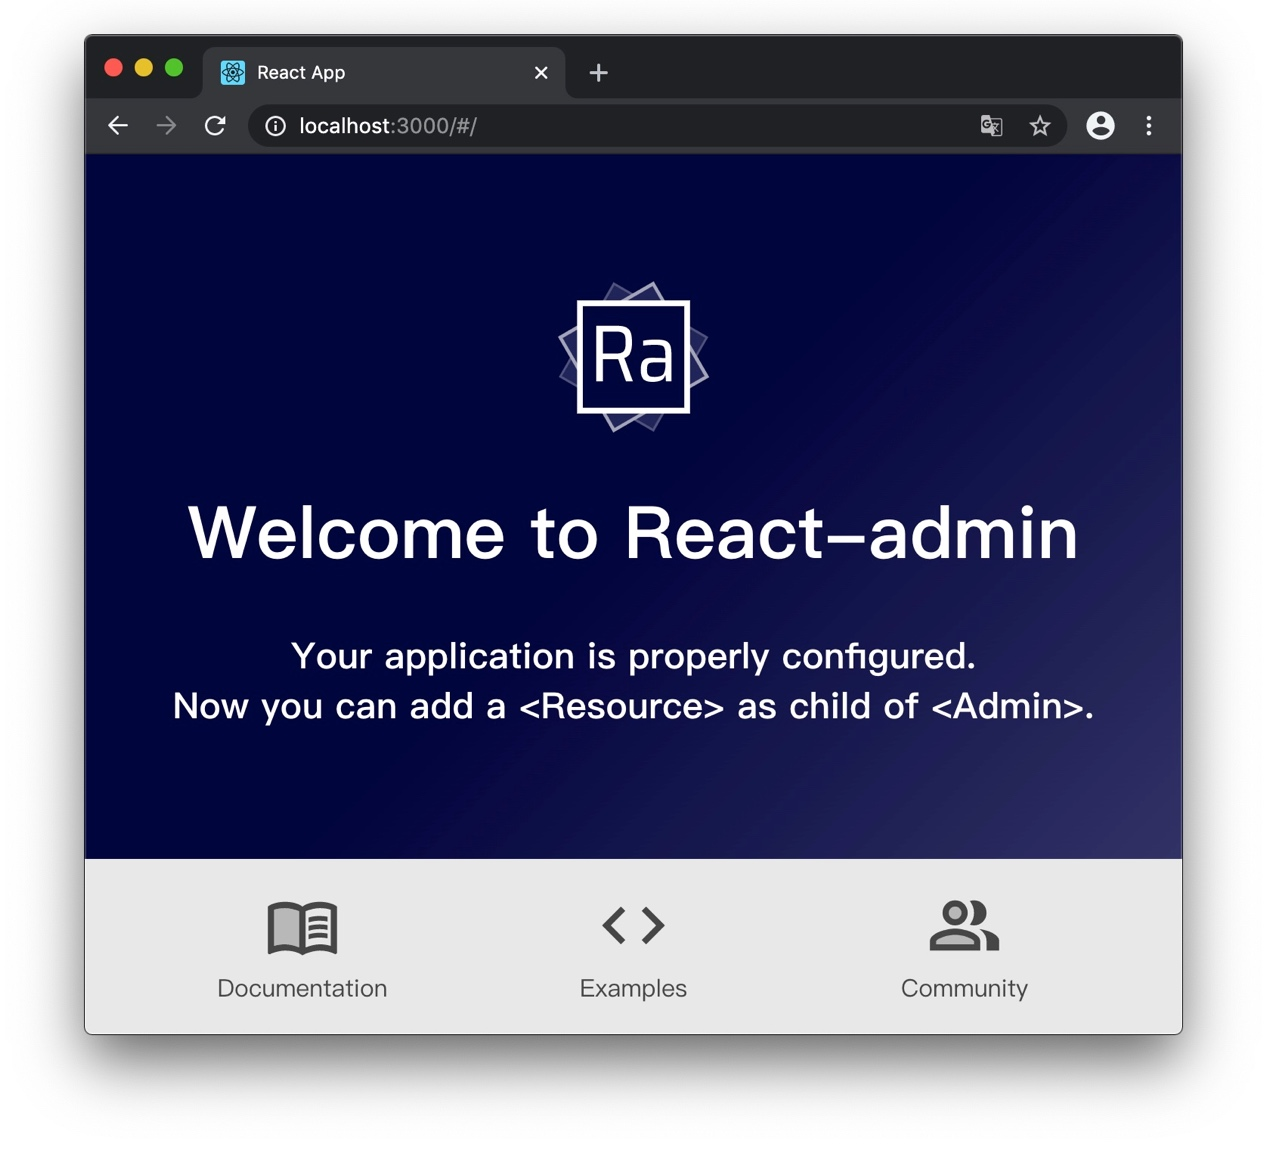 React App
localhost:3000/#/
Ra
Welcome to React-admin
Your application is properly configured.
Now you can add a <Resource> as child of <Admin>.
Documentation
Examples
Community